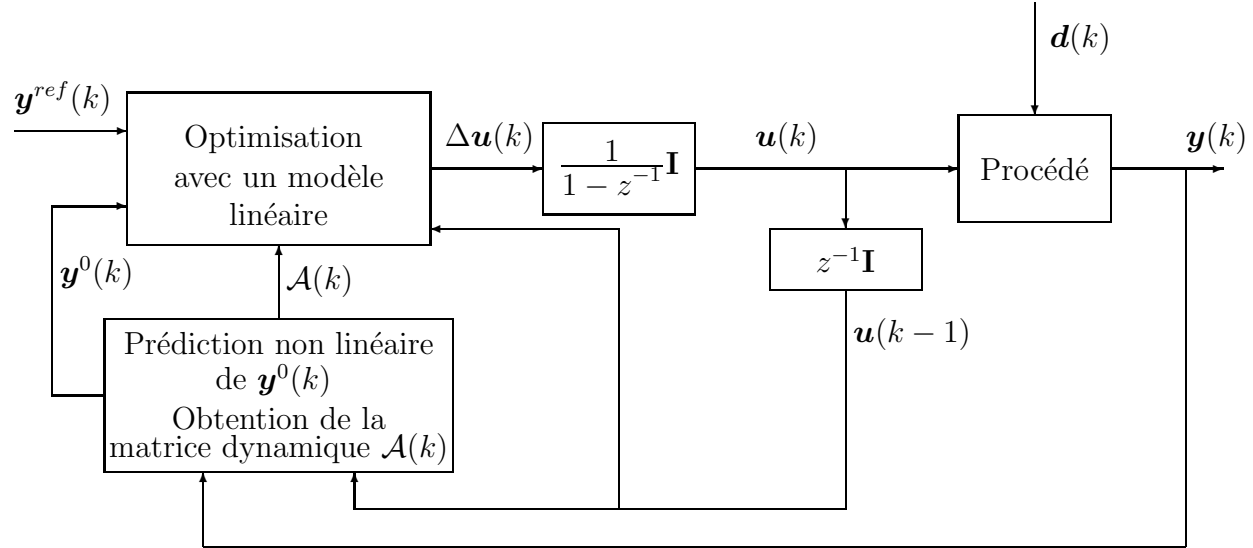 d(k)
y^{ref}(k)
Optimisation
avec un modèle
linéaire
Δu(k)
\frac{1}{1 - z^{-1}}I
u(k)
Procédé
y(k)
z^{-1}I
y^0(k)
A(k)
u(k − 1)
Prédiction non linéaire
de y^0(k)
Obtention de la
matrice dynamique A(k)